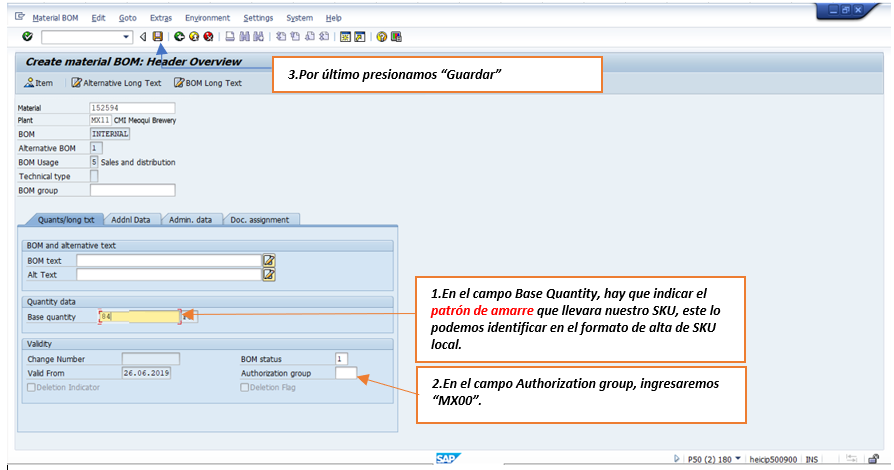 Material BOM Edit Goto Extras Environment Settings System Help
Create material BOM: Header Overview
Item Alternative Long Text BOM Long Text
3.Por último presionamos “Guardar”
Material 152594
Plant MX11 CMI Meoqui Brewery
BOM INTERNAL
Alternative BOM 1
BOM Usage 5 Sales and distribution
Technical type
BOM group
Quants/long txt Addnl Data Admin. data Doc. assignment
BOM and alternative text
BOM text
Alt Text
Quantity data
Base quantity 84
1.En el campo Base Quantity, hay que indicar el
patrón de amarre que llevara nuestro SKU, este lo
podemos identificar en el formato de alta de SKU
local.
Validity
Change Number BOM status 1
Valid From 26.06.2019 Authorization group
Deletion Indicator Deletion Flag
2.En el campo Authorization group, ingresaremos
“MX00”.
SAP
P50 (2) 180 heicip500900 INS